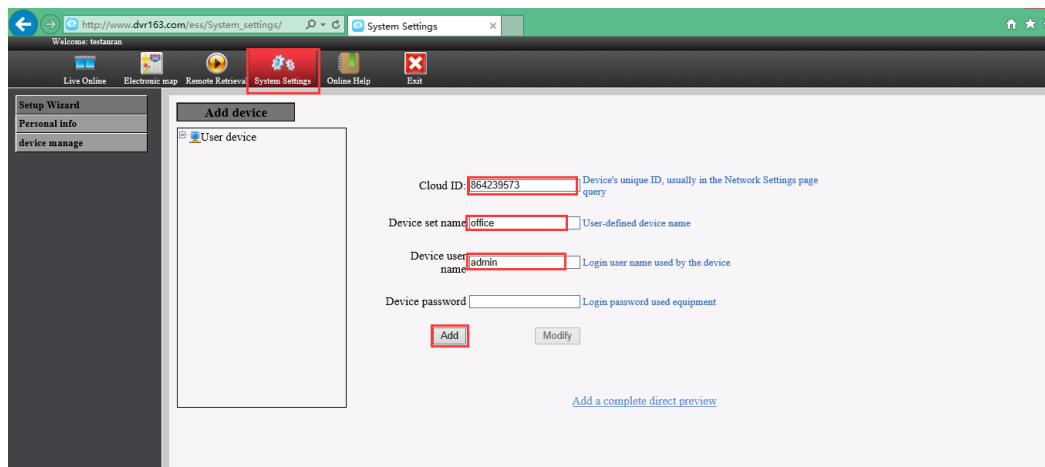 http://www.dvr163.com/ess/System_settings/
System Settings
Welcome: testanran
Live Online
Electronic map
Remote Retrieval
System Settings
Online Help
Exit
Setup Wizard
Personal info
device manage
Add device
User device
Cloud ID: 864239573 Device's unique ID, usually in the Network Settings page
query
Device set name office User-defined device name
Device user
name admin Login user name used by the device
Device password Login password used equipment
Add Modify
Add a complete direct preview